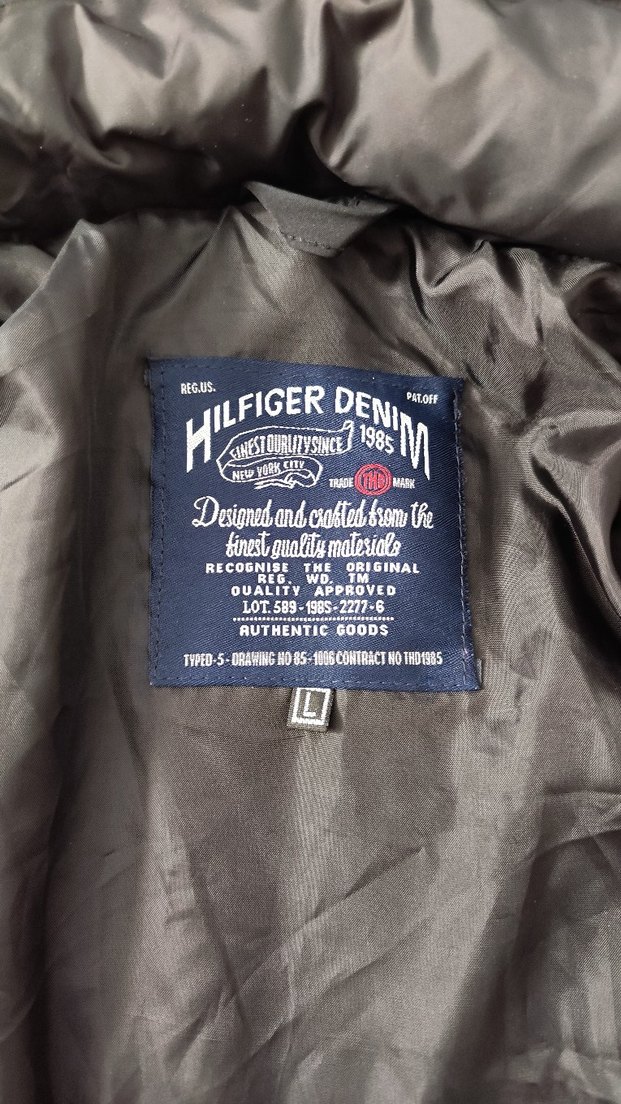 REG.US.
PAT.OFF
HILFIGER DENIM
FINEST QURLITY SINCE 1985
NEW YORK CITY
TRADE THD MARK
Designed and crafted from the
finest quality materials
RECOGNISE THE ORIGINAL
REG. WD. TM
QUALITY APPROVED
LOT. 589-1985-2277-6
AUTHENTIC GOODS
TYPED-5-DRAWING NO 85-1006 CONTRACT NO THD1985
L